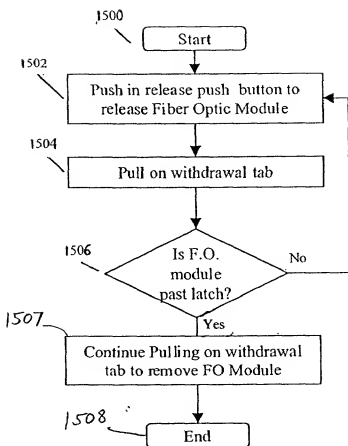 1500
Start
1502
Push in release push button to
release Fiber Optic Module
1504
Pull on withdrawal tab
1506
Is F.O.
module
past latch?
No
Yes
1507
Continue Pulling on withdrawal
tab to remove FO Module
1508
End